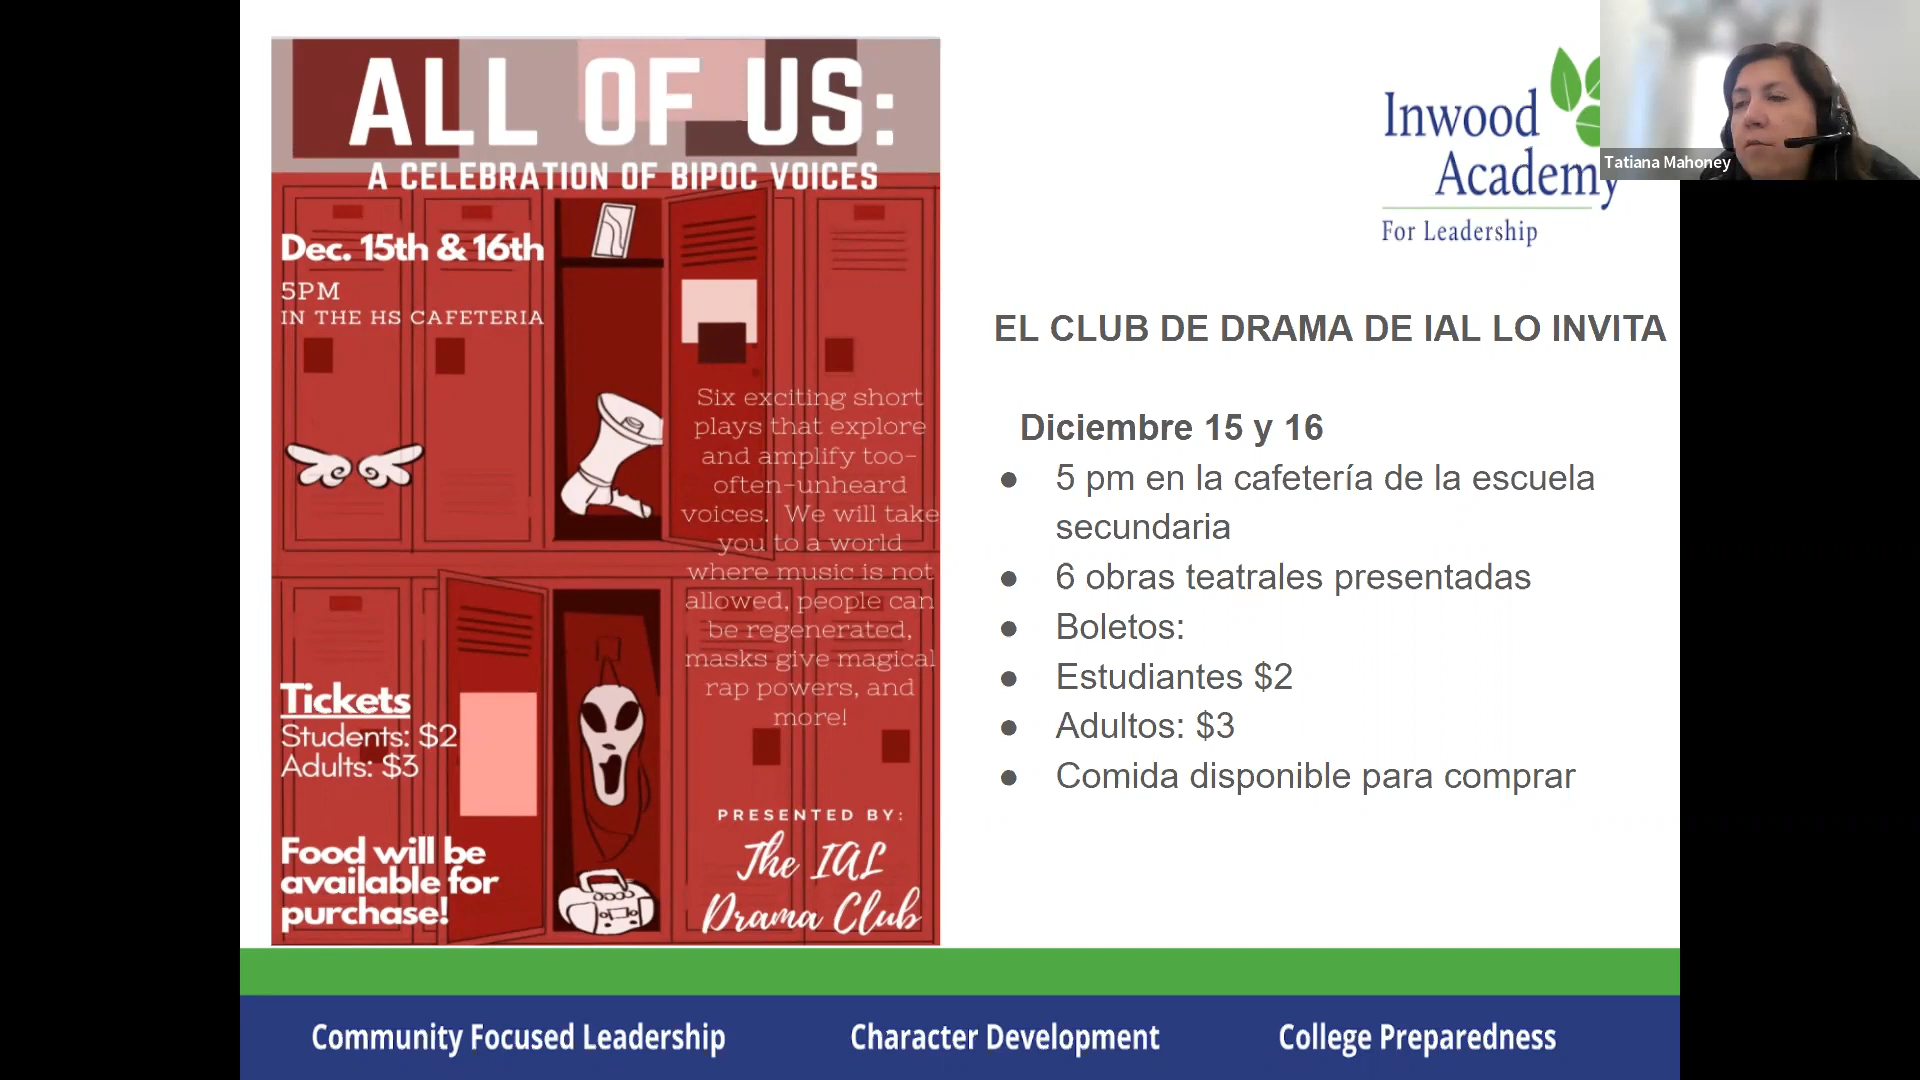 ALL OF US:
A CELEBRATION OF BIPOC VOICES
Dec. 15th & 16th
5PM
IN THE HS CAFETERIA
Six exciting short
plays that explore
and amplify too-
often-unheard
voices. We will take
you to a world
where music is not
allowed, people can
be regenerated,
masks give magical
rap powers, and
more!
Tickets
Students: $2
Adults: $3
Food will be
available for
purchase!
PRESENTED BY:
The IAL
Drama Club
Inwood
Academy
For Leadership
Tatiana Mahoney
EL CLUB DE DRAMA DE IAL LO INVITA
Diciembre 15 y 16
● 5 pm en la cafetería de la escuela
secundaria
● 6 obras teatrales presentadas
● Boletos:
● Estudiantes $2
● Adultos: $3
● Comida disponible para comprar
Community Focused Leadership
Character Development
College Preparedness